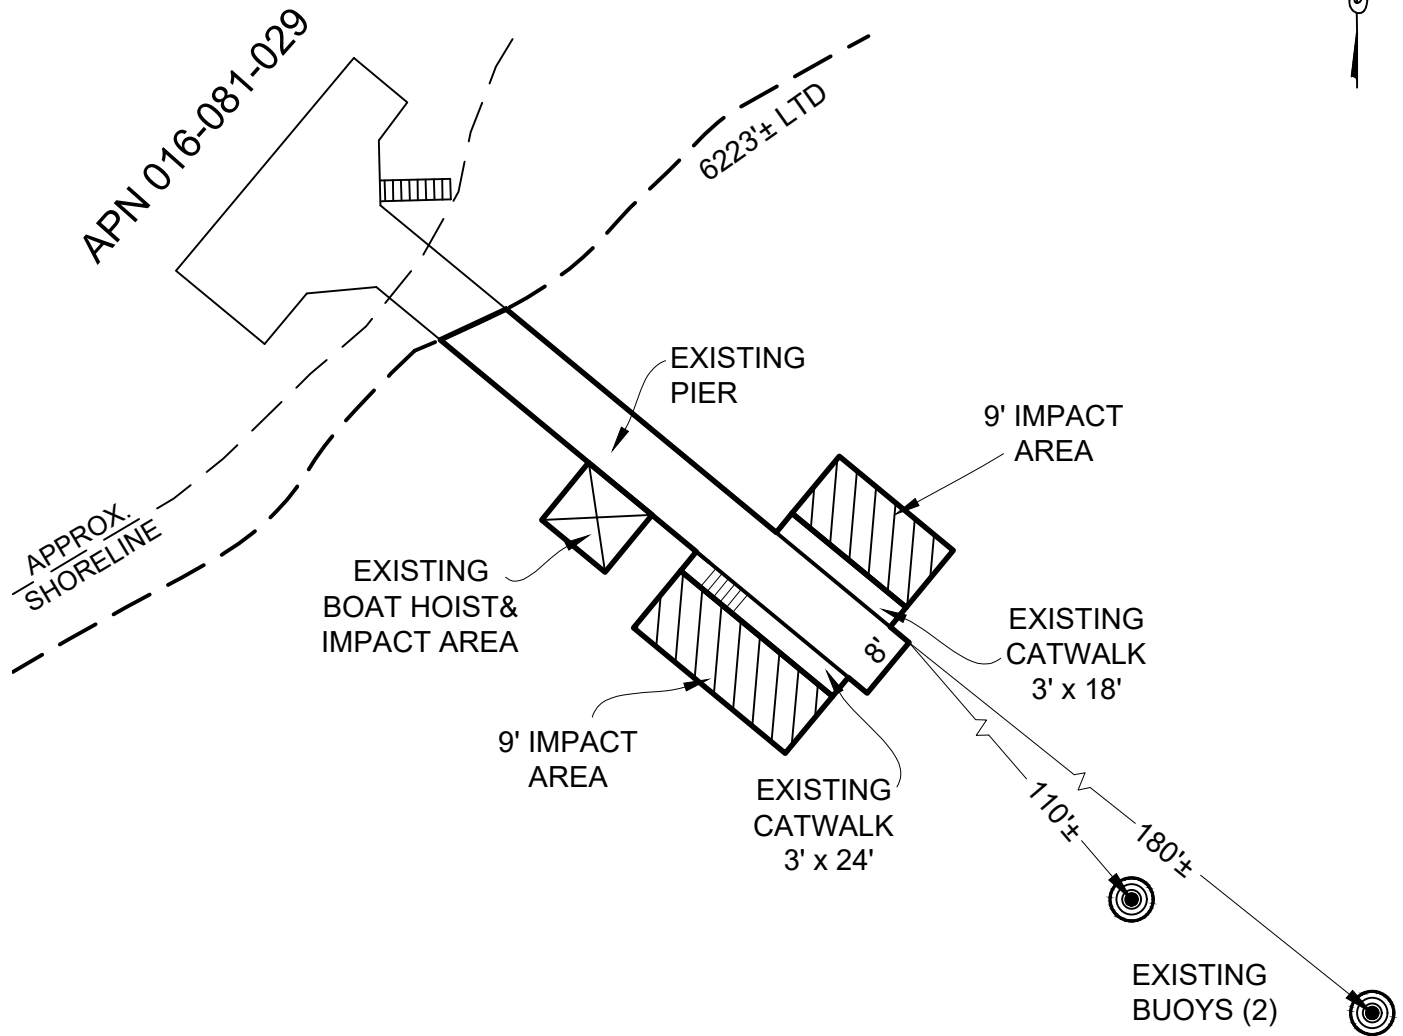 APN 016-081-029
6223'± LTD
EXISTING
PIER
9' IMPACT
AREA
APPROX.
SHORELINE
EXISTING
BOAT HOIST&
IMPACT AREA
EXISTING
CATWALK
3' x 18'
8'
9' IMPACT
AREA
EXISTING
CATWALK
3' x 24'
110'±
180'±
EXISTING
BUOYS (2)